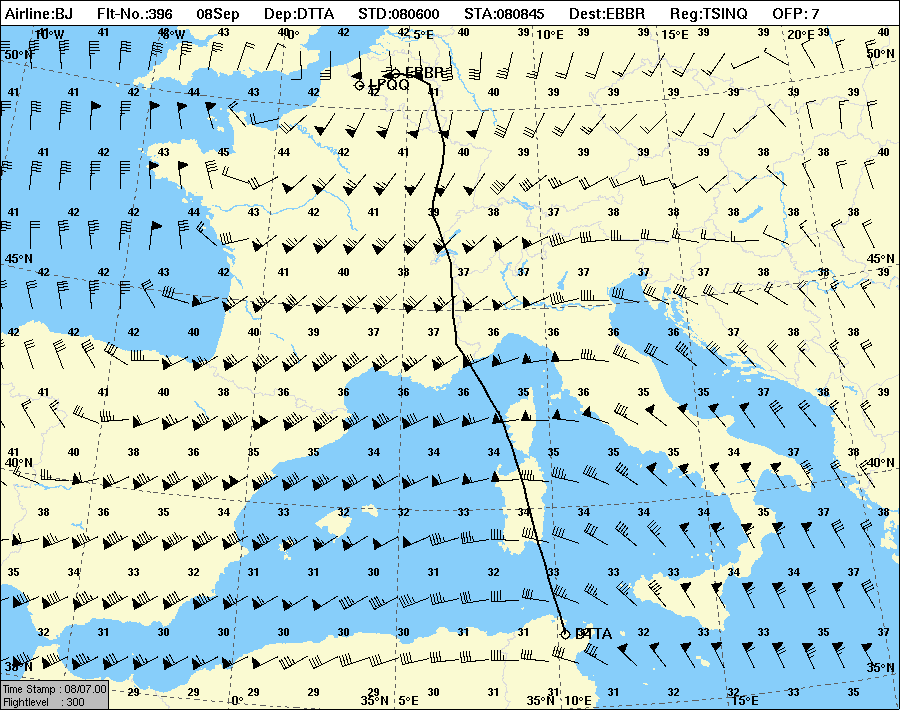 Airline:BJ Flt-No.:396 08Sep Dep:DTTA STD:080600 STA:080845 Dest:EBBR Reg:TSINQ OFP: 7
10°W 8°W 0° 5°E 10°E 15°E 20°E
41 42 42 42 41 40 39 39 39 40
50°N 50°N
EBBR
LFQQ
41 41 42 43 44 43 42 41 40 39 39 39 39 40
41 42 43 45 44 42 41 40 39 39 39 38 40
41 42 42 44 43 42 41 39 38 37 38 38 38 38
45°N 45°N
42 42 42 42 41 40 38 37 37 37 37 37 38 39
42 42 42 40 40 39 37 37 36 36 36 37 38 38
41 41 40 38 37 36 36 36 36 35 35 37 38 39
41 40 38 37 36 35 35 34 35 35 35 36 37 38
40°N 40°N
38 36 35 34 33 32 33 33 34 34 34 35 36 38
35 34 33 32 31 31 30 31 32 33 33 34 34 37
32 31 31 30 30 30 31 31 32 32 33 33 35 37
DTTA
35°N 35°N
Time Stamp : 08/07.00
Flightlevel : 300
29 29 29 29 30 31 31 31 32 33 35
0° 35°N 5°E 35°N 10°E 15°E